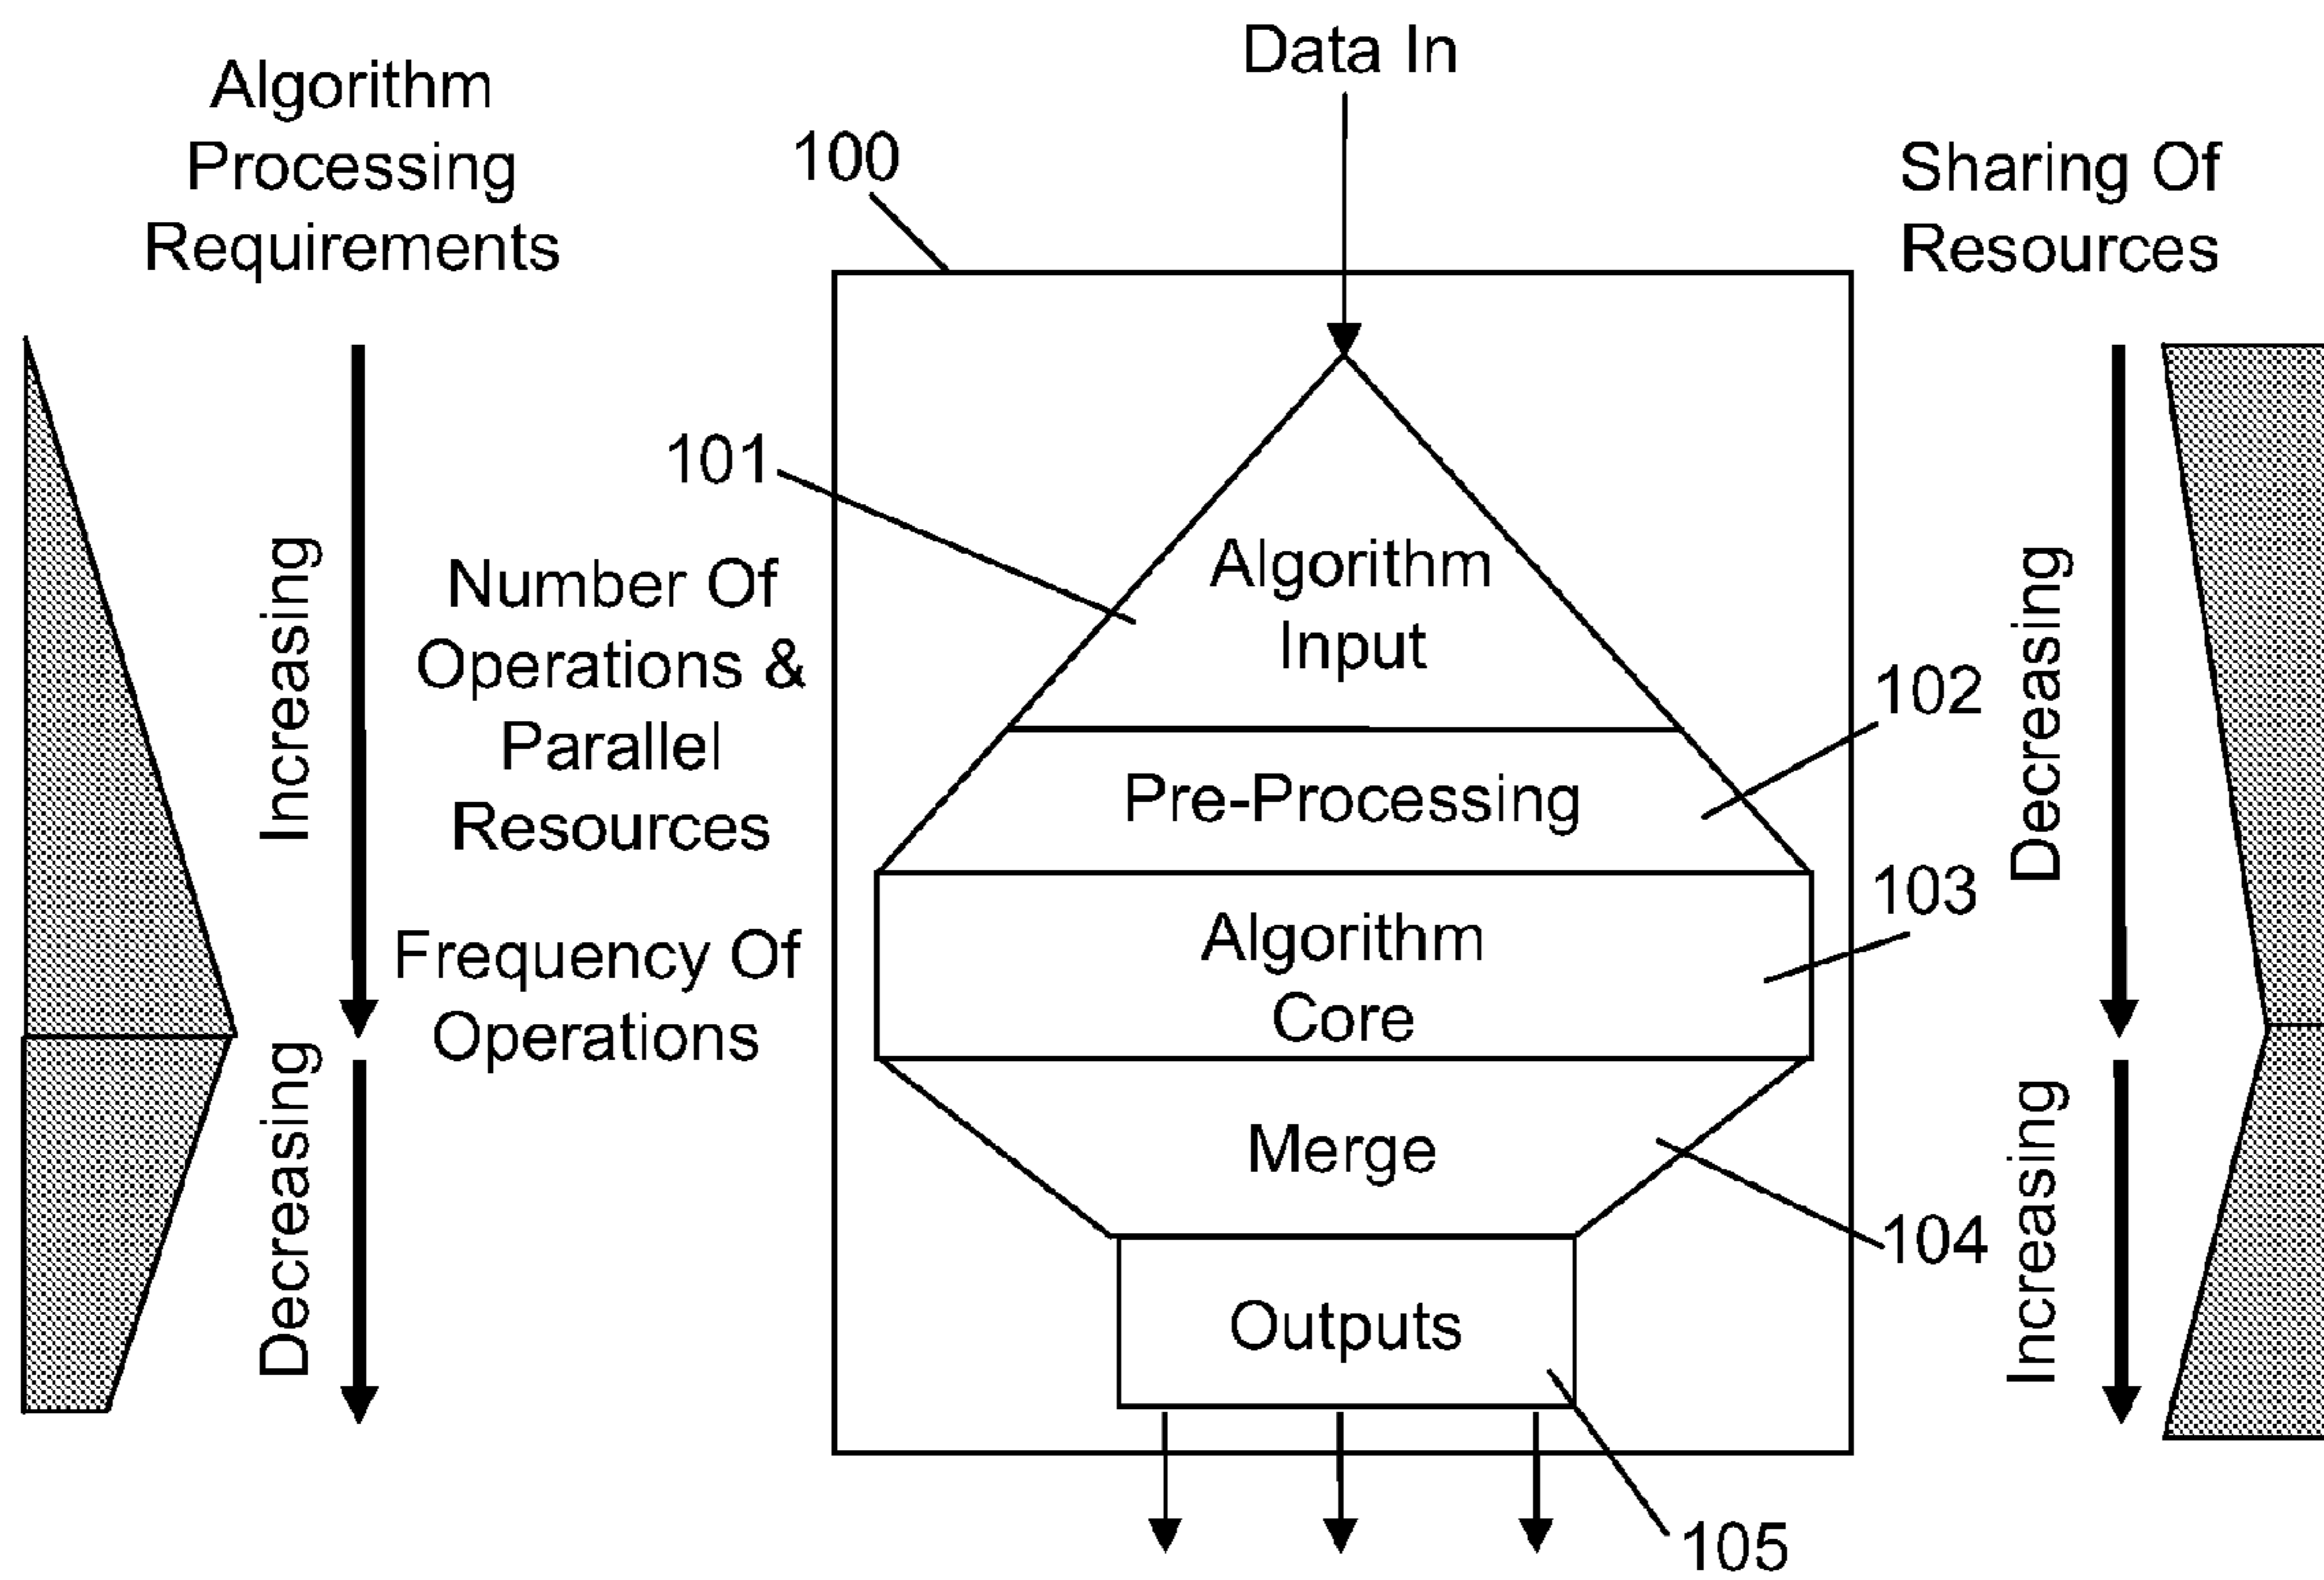 Data In
Algorithm
Processing
Requirements
100
Sharing Of
Resources
101
Algorithm
Input
Increasing
Number Of
Operations &
Parallel
Resources
102
Decreasing
Pre-Processing
103
Frequency Of
Operations
Algorithm
Core
Decreasing
Merge
Increasing
104
Outputs
105